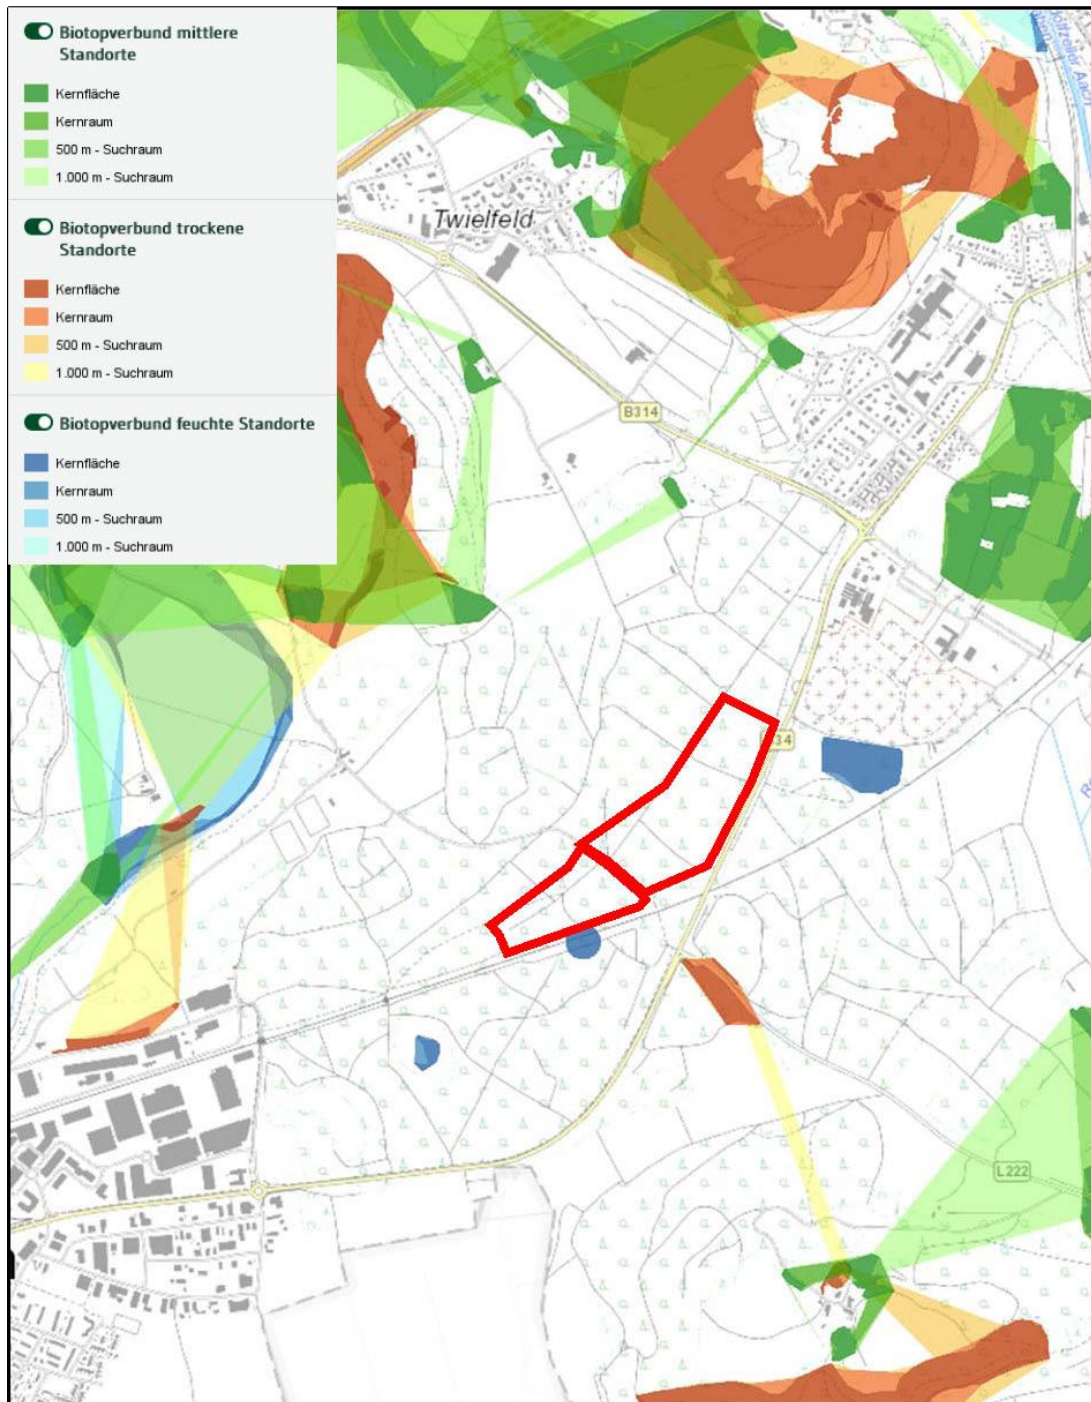 Biotopverbund mittlere
Standorte
Kernfläche
Kernraum
500 m - Suchraum
1.000 m - Suchraum
Biotopverbund trockene
Standorte
Kernfläche
Kernraum
500 m - Suchraum
1.000 m - Suchraum
Biotopverbund feuchte Standorte
Kernfläche
Kernraum
500 m - Suchraum
1.000 m - Suchraum
Twielfeld
B314
34
L222